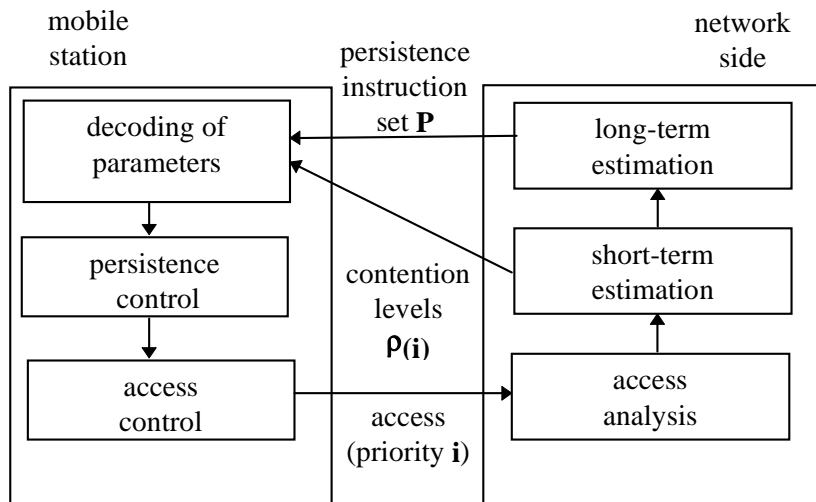 mobile
station
network
side
persistence
instruction
set P
decoding of
parameters
long-term
estimation
persistence
control
contention
levels
ρ(i)
short-term
estimation
access
control
access
(priority i)
access
analysis